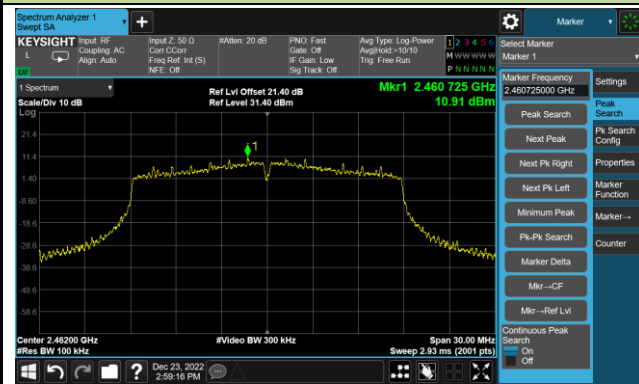 Spectrum Analyzer 1
Swept SA
+
Marker
KEYSIGHT
Input: RF
Coupling: AC
Align: Auto
Input Z: 50 Ω
Corr CCorr
Freq Ref: Int (S)
NFE: Off
#Atten: 20 dB
PNO: Fast
Gate: Off
IF Gain: Low
Sig Track: Off
Avg Type: Log-Power
Avg|Hold:>10/10
Trig: Free Run
1 2 3 4 5 6
M W W W W W
P N N N N N
L
Select Marker
Marker 1
1 Spectrum
Scale/Div 10 dB
Log
Ref Lvl Offset 21.40 dB
Ref Level 31.40 dBm
Mkr1 2.460 725 GHz
10.91 dBm
21.4
11.4
1.40
-8.60
-18.6
-28.6
-38.6
-48.6
-58.6
1
Center 2.46200 GHz
#Res BW 100 kHz
#Video BW 300 kHz
Span 30.00 MHz
Sweep 2.93 ms (2001 pts)
Marker Frequency
2.460725000 GHz
Peak Search
Next Peak
Next Pk Right
Next Pk Left
Minimum Peak
Pk-Pk Search
Marker Delta
Mkr→CF
Mkr→Ref Lvl
Continuous Peak
Search
On
Off
Settings
Peak
Search
Pk Search
Config
Properties
Marker
Function
Marker→
Counter
?
Dec 23, 2022
2:59:16 PM